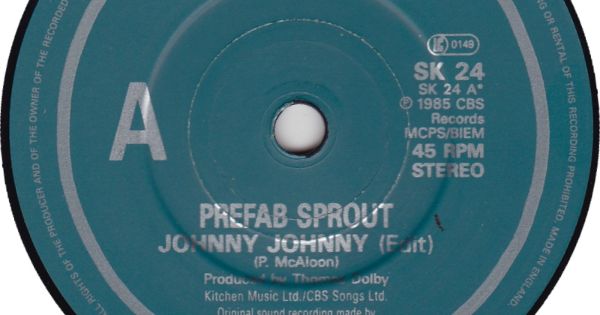 A
LC 0149
SK 24
SK 24 A*
℗ 1985 CBS
Records
MCPS/BIEM
45 RPM
STEREO
PREFAB SPROUT
JOHNNY JOHNNY (Edit)
(P. McAloon)
Produced by Thomas Dolby
Kitchen Music Ltd./CBS Songs Ltd.
Original sound recording made by
ALL RIGHTS OF THE PRODUCER AND OF THE OWNER OF THE RECORDED
ING OR RENTAL OF THIS RECORDING PROHIBITED MADE IN ENGLAND.